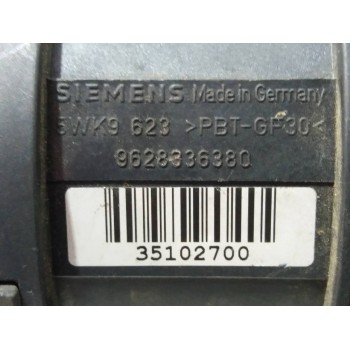 SIEMENS Made in Germany
5WK9 623 >PBT-GF30<
9628336380
35102700